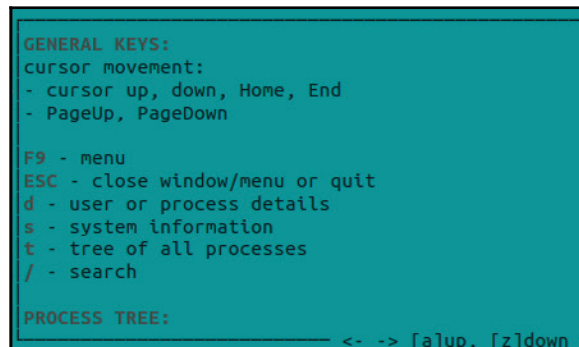 GENERAL KEYS:
cursor movement:
- cursor up, down, Home, End
- PageUp, PageDown
F9 - menu
ESC - close window/menu or quit
d - user or process details
s - system information
t - tree of all processes
/ - search
PROCESS TREE:
<- -> [a]up, [z]down